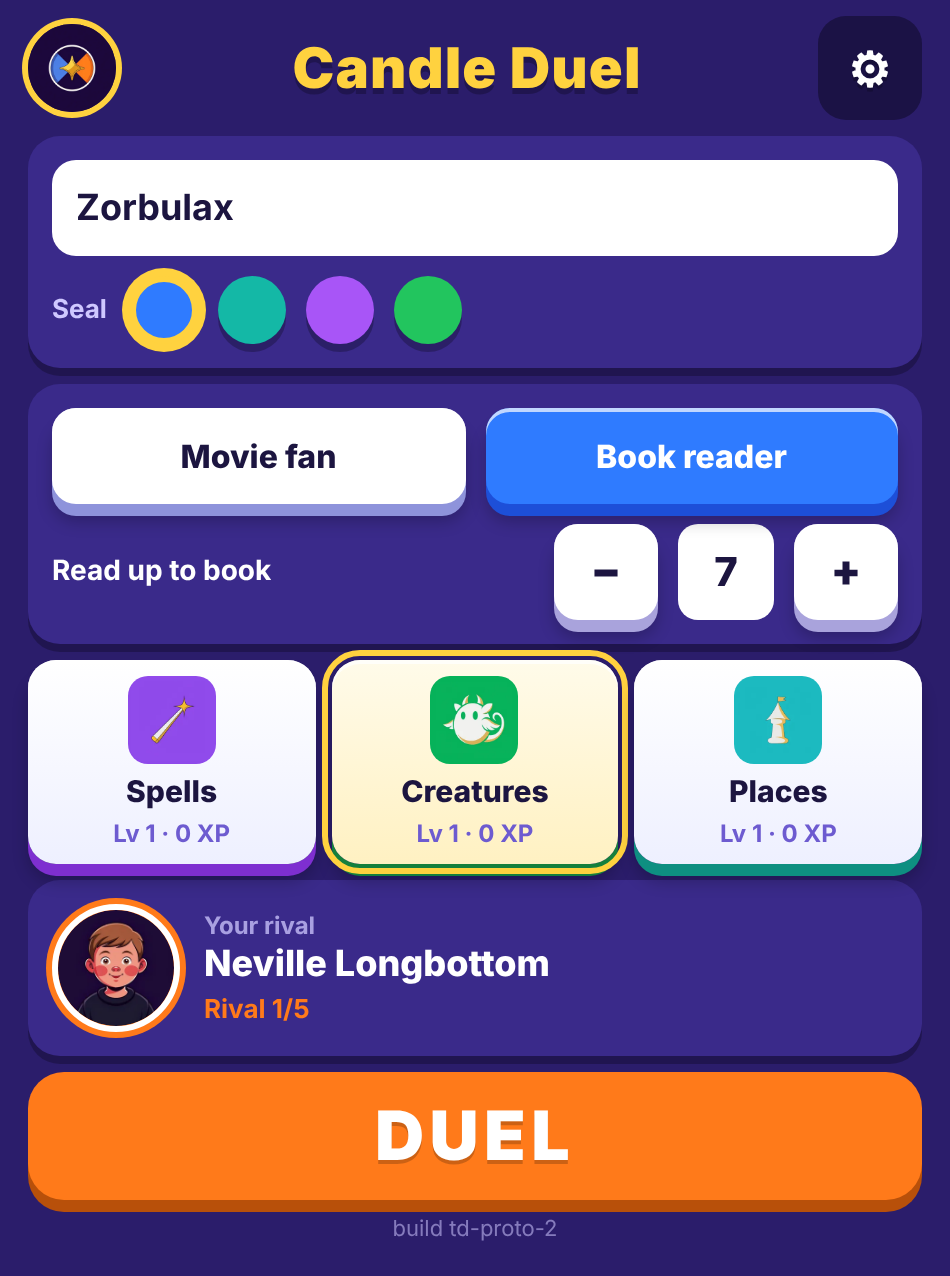 Candle Duel
Zorbulax
Seal
Movie fan
Book reader
Read up to book
− 7 +
Spells
Lv 1 · 0 XP
Creatures
Lv 1 · 0 XP
Places
Lv 1 · 0 XP
Your rival
Neville Longbottom
Rival 1/5
DUEL
build td-proto-2